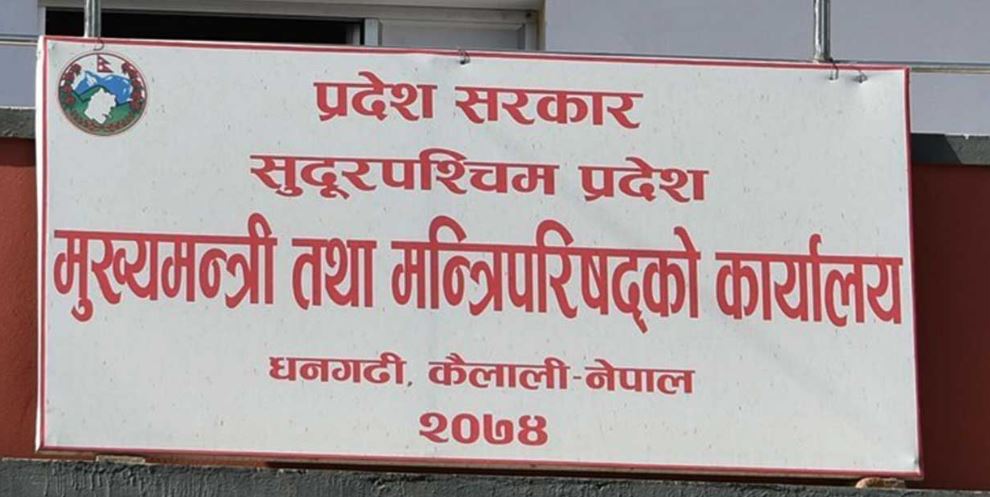 प्रदेश सरकार
सुदूरपश्चिम प्रदेश
मुख्यमन्त्री तथा मन्त्रिपरिषद्को कार्यालय
धनगढी, कैलाली-नेपाल
२०७४